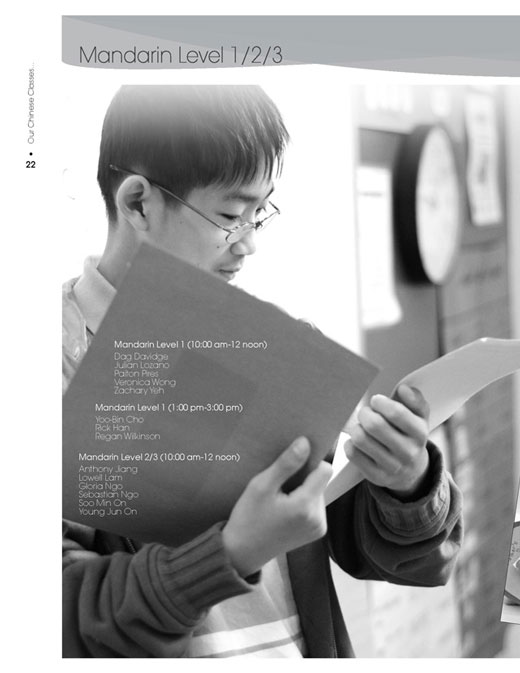 Mandarin Level 1/2/3
Our Chinese Classes...
22
Mandarin Level 1 (10:00 am-12 noon)
Dag Davidge
Julian Lozano
Paiton Pires
Veronica Wong
Zachary Yeh
Mandarin Level 1 (1:00 pm-3:00 pm)
Yoo-Bin Cho
Rick Han
Regan Wilkinson
Mandarin Level 2/3 (10:00 am-12 noon)
Anthony Jiang
Lowell Lam
Gloria Ngo
Sebastian Ngo
Soo Min On
Young Jun On